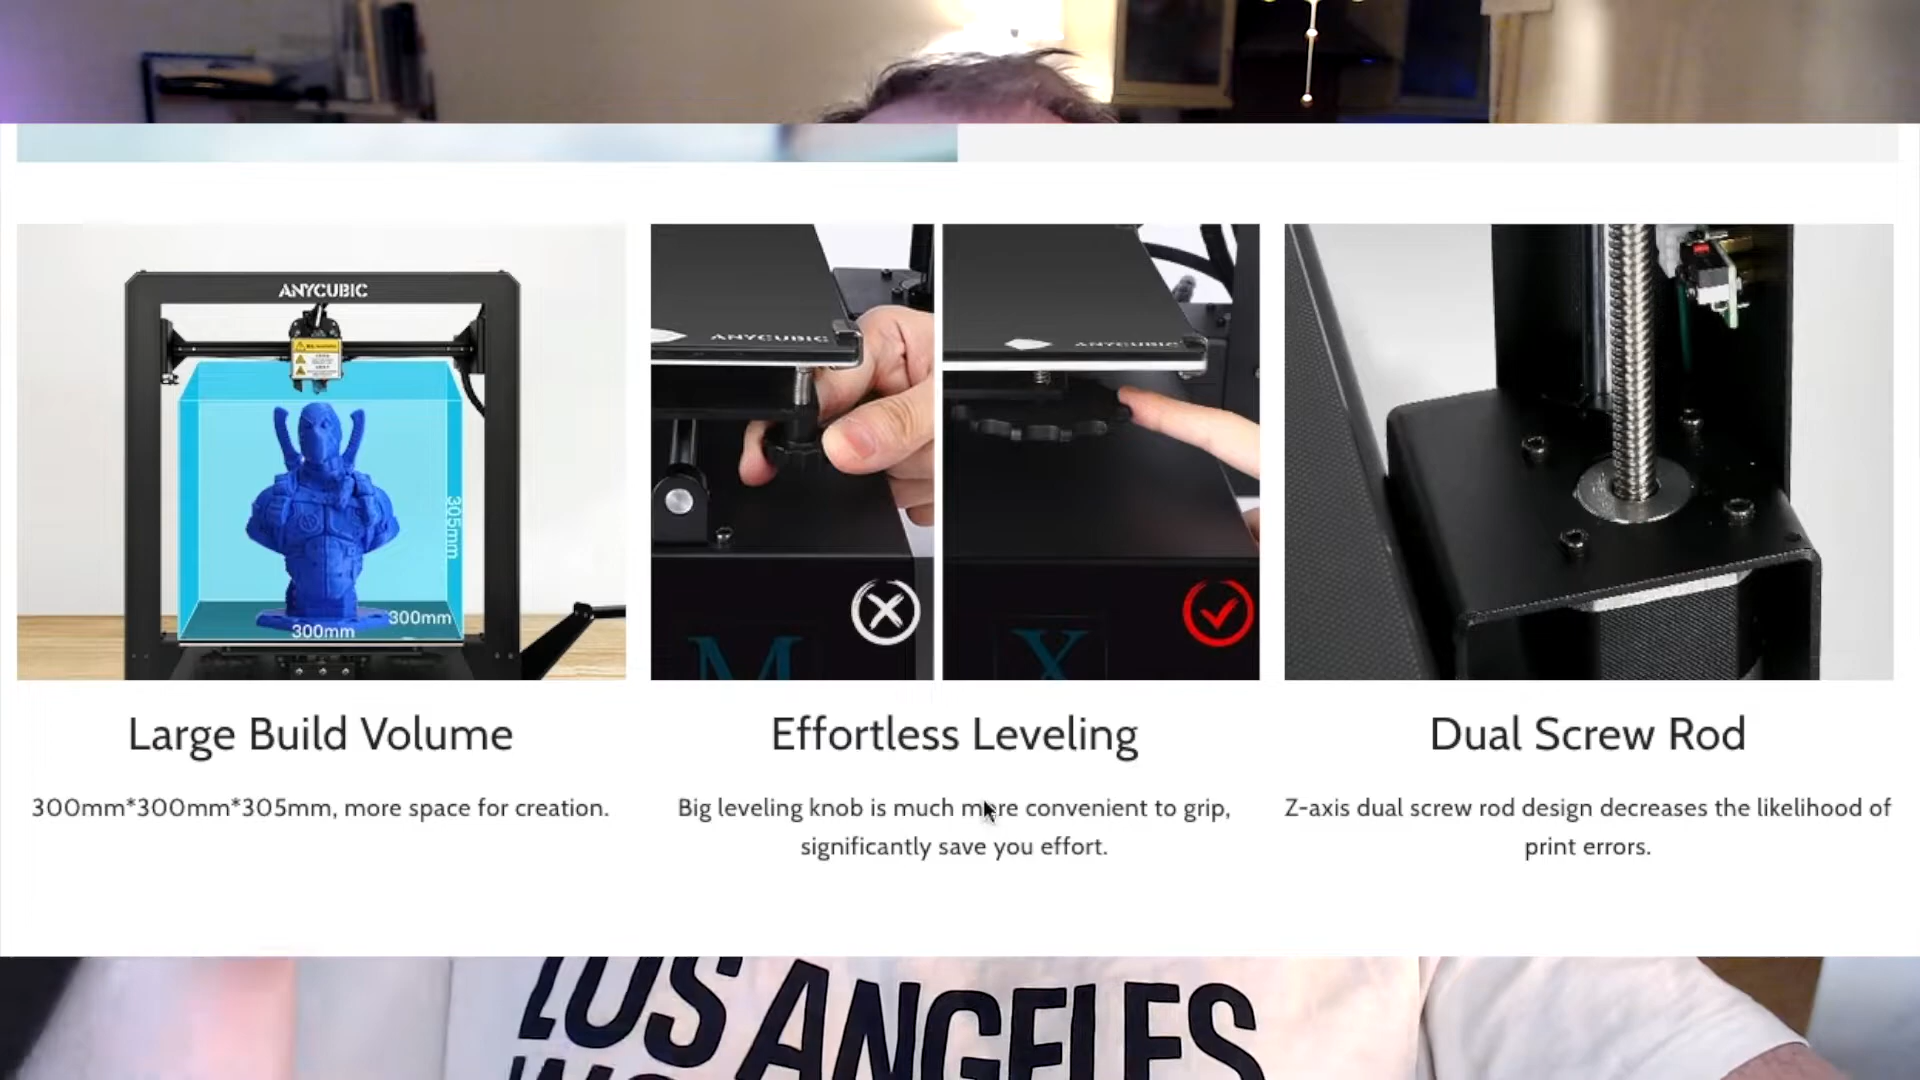 ANYCUBIC
305mm
300mm
300mm
ANYCUBIC
ANYCUBIC
M
X
Large Build Volume
Effortless Leveling
Dual Screw Rod
300mm*300mm*305mm, more space for creation.
Big leveling knob is much more convenient to grip,
significantly save you effort.
Z-axis dual screw rod design decreases the likelihood of
print errors.
LOS ANGELES